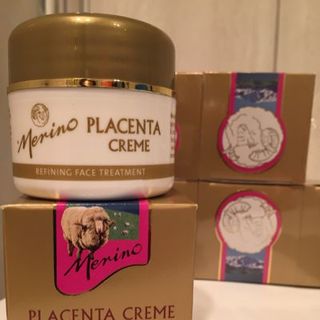 Merino PLACENTA
CREME
REFINING FACE TREATMENT
Merino
PLACENTA CREME